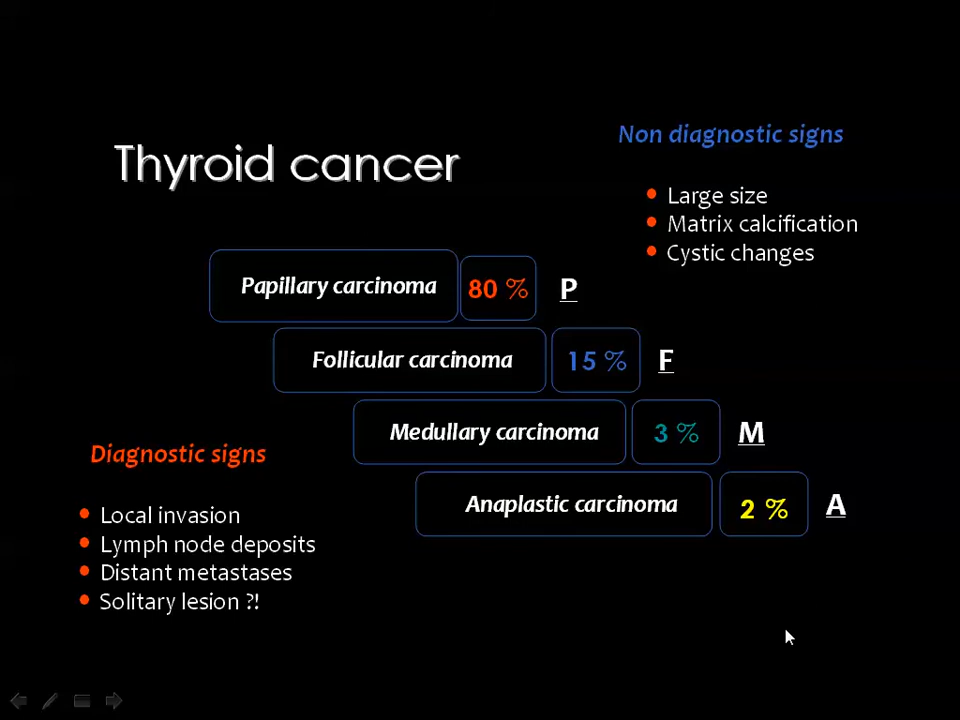 Thyroid cancer
Non diagnostic signs
Large size
Matrix calcification
Cystic changes
Papillary carcinoma 80 % P
Follicular carcinoma 15 % F
Medullary carcinoma 3 % M
Anaplastic carcinoma 2 % A
Diagnostic signs
Local invasion
Lymph node deposits
Distant metastases
Solitary lesion ?!